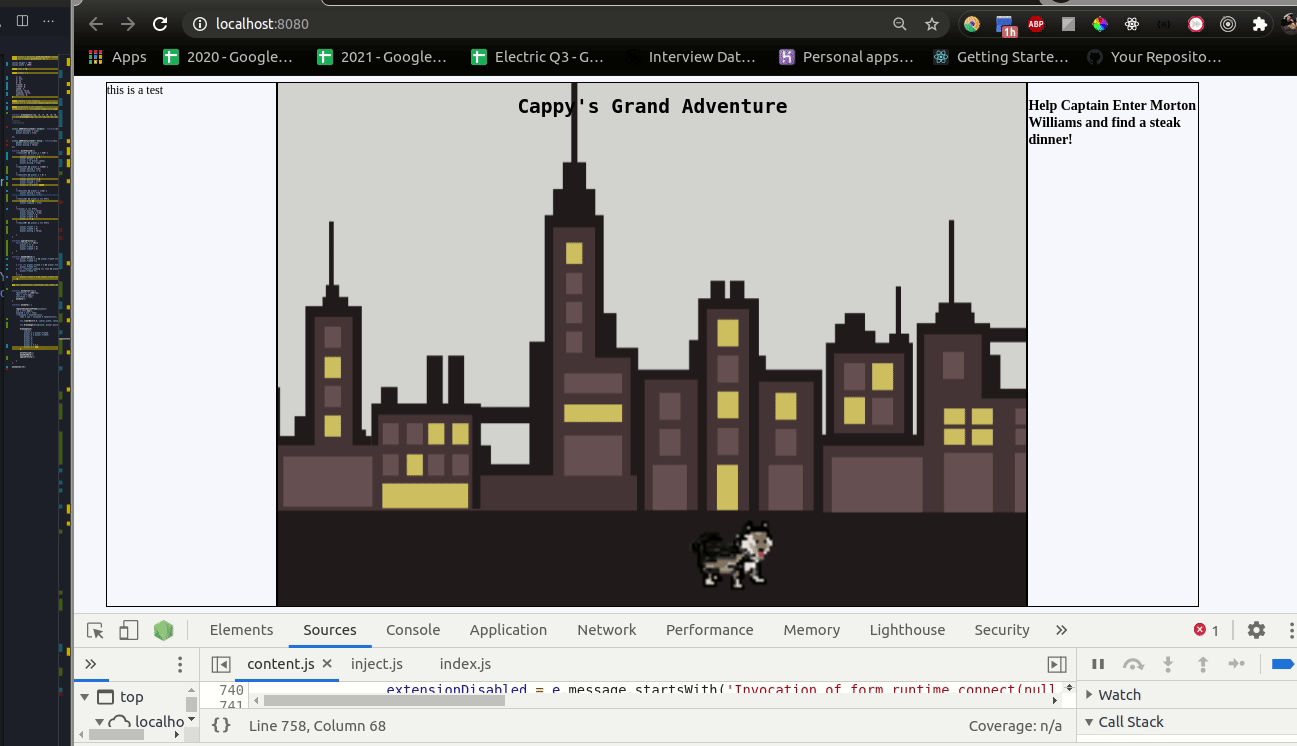 localhost:8080
ABP
1h
Apps 2020 - Google… 2021 - Google… Electric Q3 - G… Interview Dat… Personal apps… Getting Starte… Your Reposito…
this is a test
Cappy's Grand Adventure
Help Captain Enter Morton
Williams and find a steak
dinner!
Elements Sources Console Application Network Performance Memory Lighthouse Security 1
content.js inject.js index.js
top
localho
740 extensionDisabled = e.message.startsWith('Invocation of form runtime.connect(null
741
{} Line 758, Column 68 Coverage: n/a
Watch
Call Stack